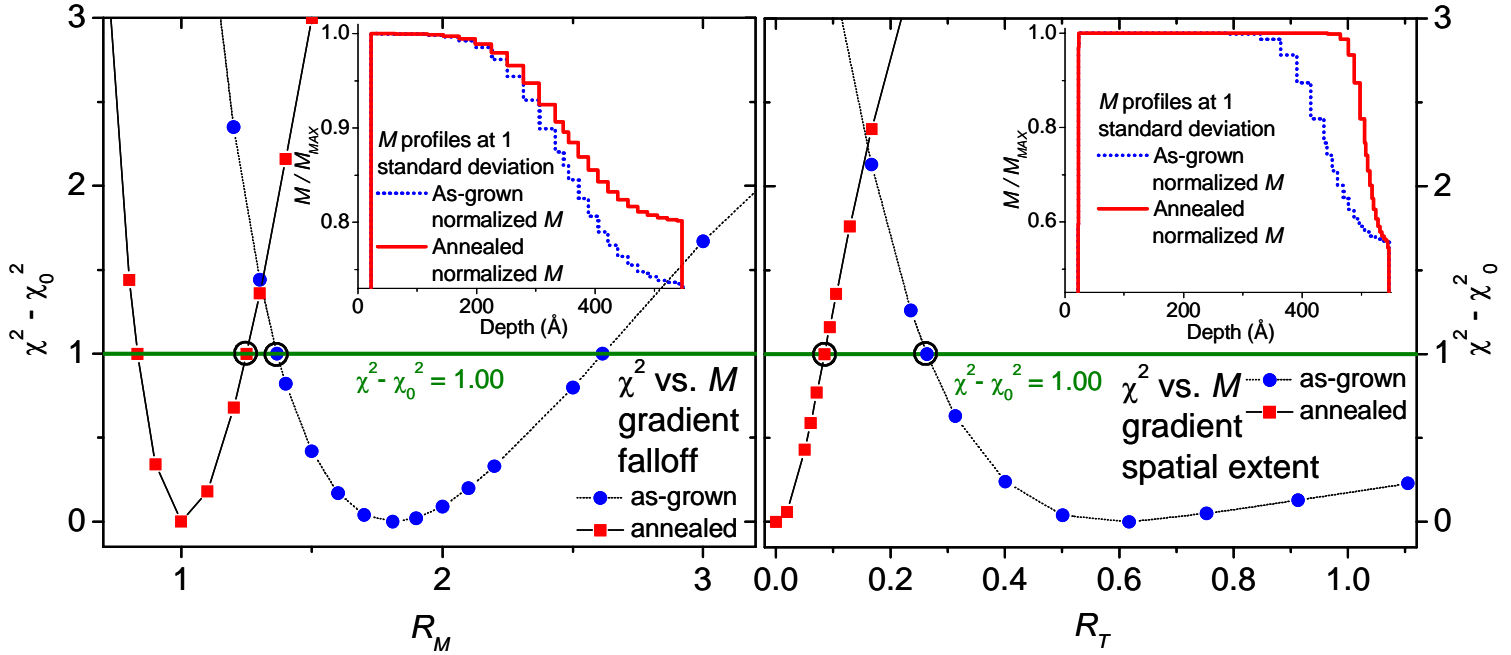 3
2
1
0
χ² - χ₀²
1
2
3
R_M
1.0
0.9
0.8
M / M_MAX
0
200
400
Depth (Å)
M profiles at 1
standard deviation
As-grown
normalized M
Annealed
normalized M
χ²- χ₀² = 1.00
χ² vs. M
gradient
falloff
as-grown
annealed
1.0
0.8
0.6
M / M_MAX
0
200
400
Depth (Å)
M profiles at 1
standard deviation
As-grown
normalized M
Annealed
normalized M
χ²- χ₀² = 1.00
χ² vs. M
gradient
spatial extent
as-grown
annealed
0.0
0.2
0.4
0.6
0.8
1.0
R_T
3
2
1
0
χ² - χ₀²